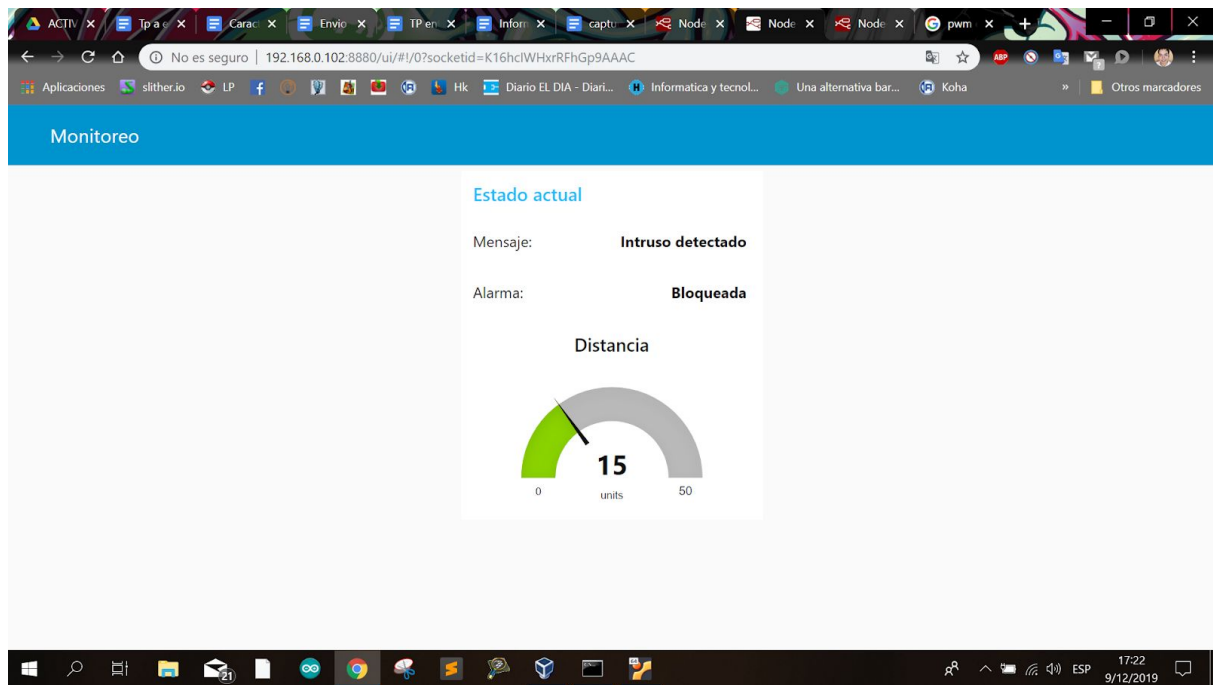 ACTIV
Tp a e
Carac
Envio
TP en
Inform
captu
Node
Node
Node
pwm
No es seguro | 192.168.0.102:8880/ui/#!/0?socketid=K16hcIWHxrRFhGp9AAAC
ABP
Aplicaciones slither.io LP Hk Diario EL DIA - Diari... Informatica y tecnol... Una alternativa bar... Koha » Otros marcadores
Monitoreo
Estado actual
Mensaje: Intruso detectado
Alarma: Bloqueada
Distancia
15
0 units 50
21
ESP
17:22
9/12/2019